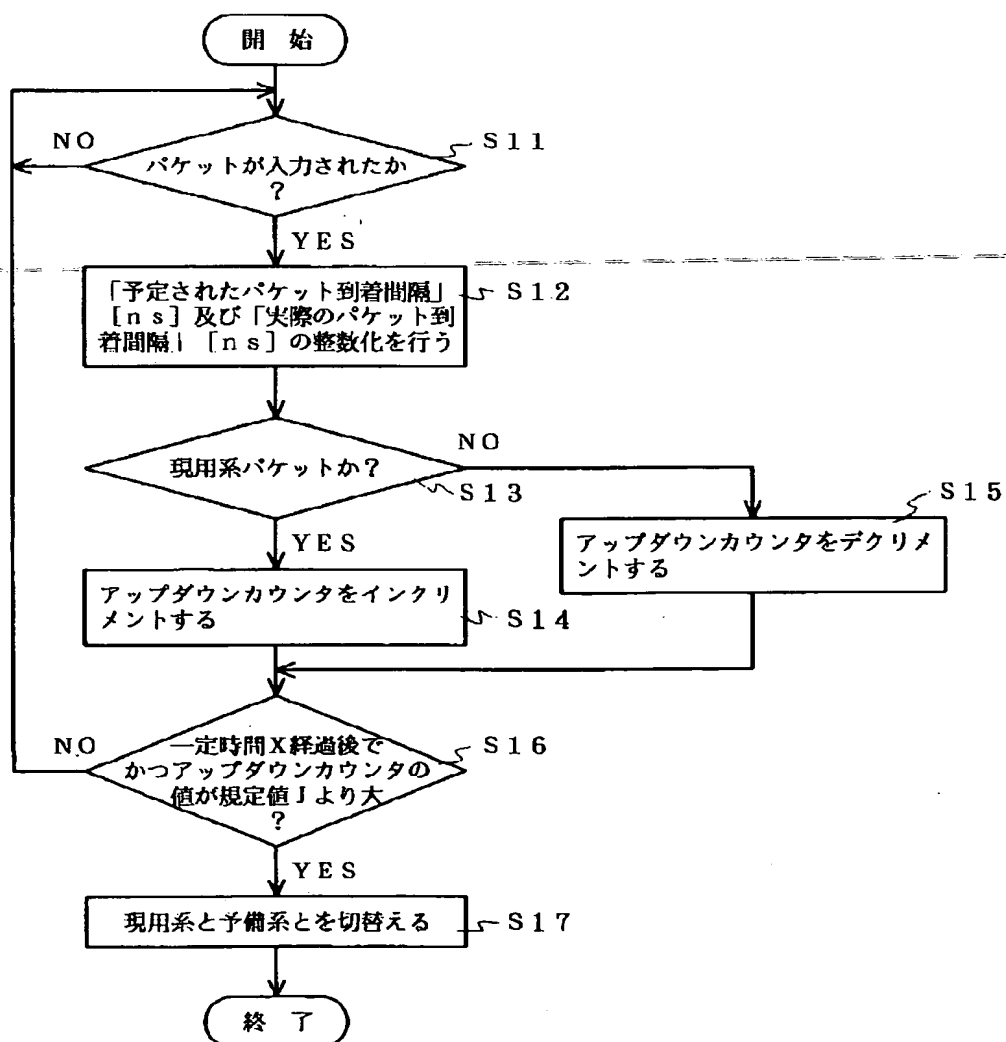 開 始
NO
S11
パケットが入力されたか
?
YES
「予定されたパケット到着間隔」
[ns]及び「実際のパケット到
着間隔」[ns]の整数化を行う
S12
NO
現用系パケットか?
S13
S15
YES
アップダウンカウンタをデクリメ
ントする
アップダウンカウンタをインクリ
メントする
S14
NO
一定時間X経過後で
かつアップダウンカウンタの
値が規定値Jより大
?
S16
YES
現用系と予備系とを切替える
S17
終 了